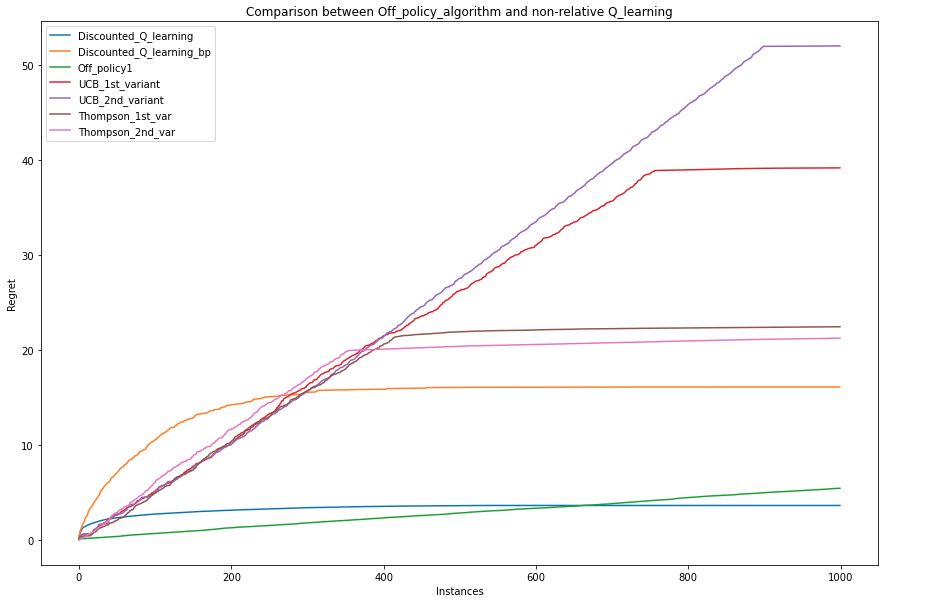 Comparison between Off_policy_algorithm and non-relative Q_learning
Discounted_Q_learning
Discounted_Q_learning_bp
Off_policy1
UCB_1st_variant
UCB_2nd_variant
Thompson_1st_var
Thompson_2nd_var
50
40
30
20
10
0
Regret
0 200 400 600 800 1000
Instances